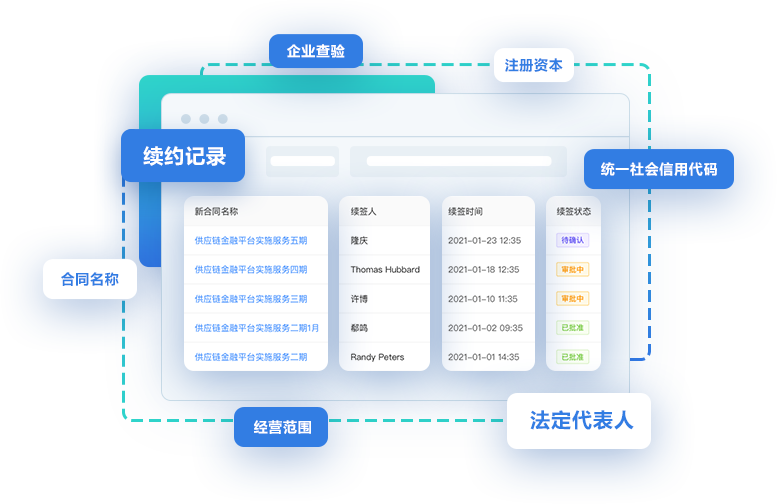 企业查验
注册资本
续约记录
统一社会信用代码
新合同名称 续签人 续签时间 续签状态
供应链金融平台实施服务五期 隆庆 2021-01-23 12:35 待确认
供应链金融平台实施服务四期 Thomas Hubbard 2021-01-18 12:35 审批中
供应链金融平台实施服务三期 许博 2021-01-10 11:35 审批中
供应链金融平台实施服务二期1月 郗鸣 2021-01-02 09:35 已批准
供应链金融平台实施服务二期 Randy Peters 2021-01-01 14:35 已批准
合同名称
法定代表人
经营范围